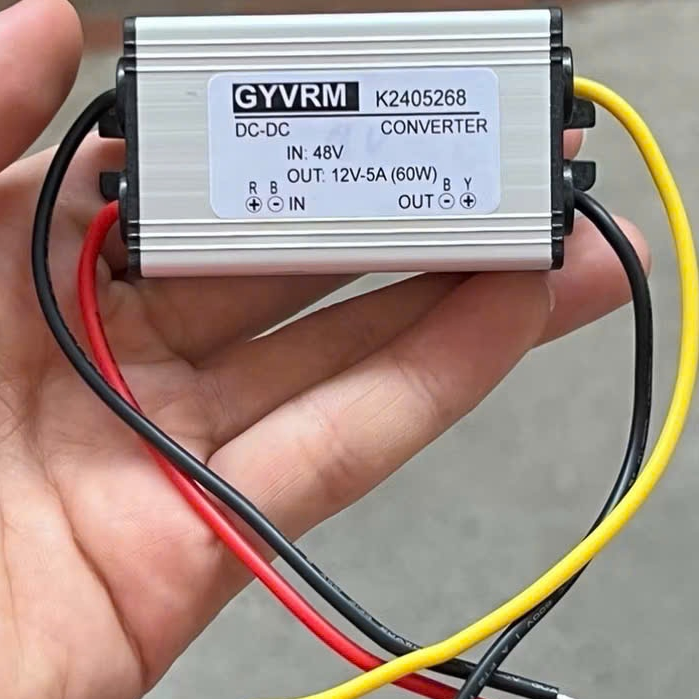 GYVRM K2405268
DC-DC CONVERTER
IN: 48V
OUT: 12V-5A (60W)
R B B Y
⊕ ⊖ IN OUT ⊖ ⊕